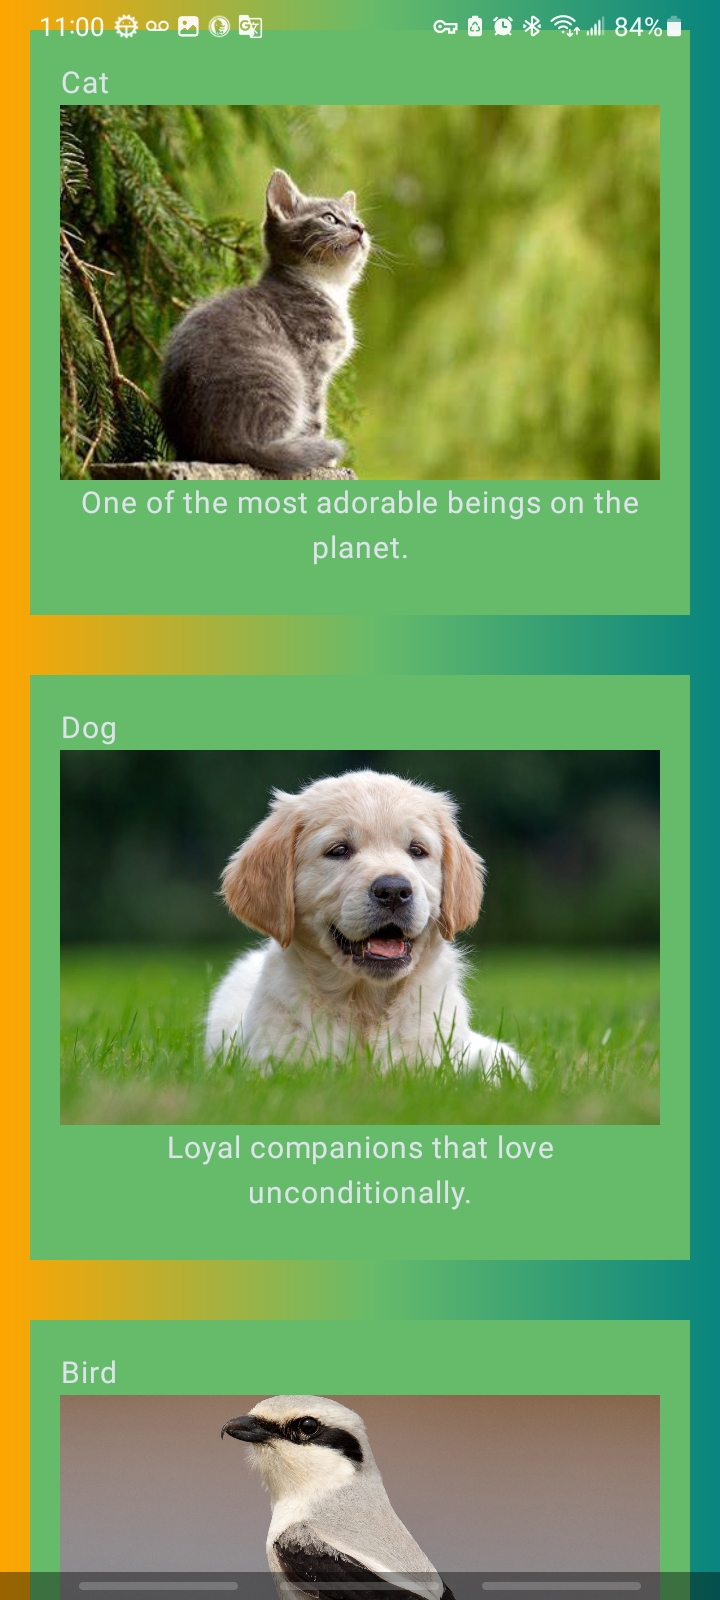 11:00 84%
Cat
One of the most adorable beings on the
planet.
Dog
Loyal companions that love
unconditionally.
Bird